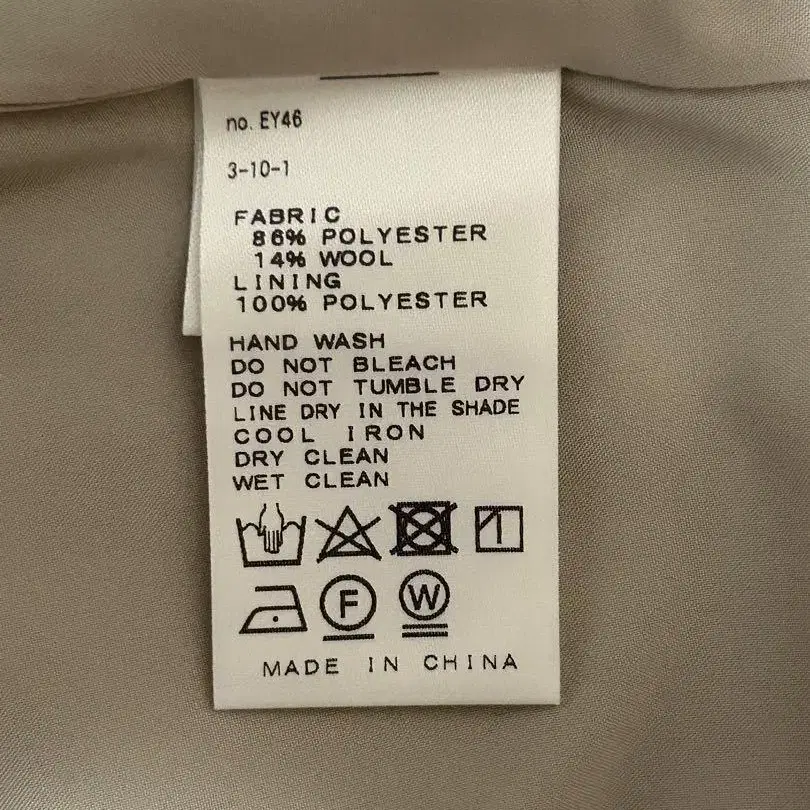 no. EY46
3-10-1
FABRIC
86% POLYESTER
14% WOOL
LINING
100% POLYESTER
HAND WASH
DO NOT BLEACH
DO NOT TUMBLE DRY
LINE DRY IN THE SHADE
COOL IRON
DRY CLEAN
WET CLEAN
F W
MADE IN CHINA